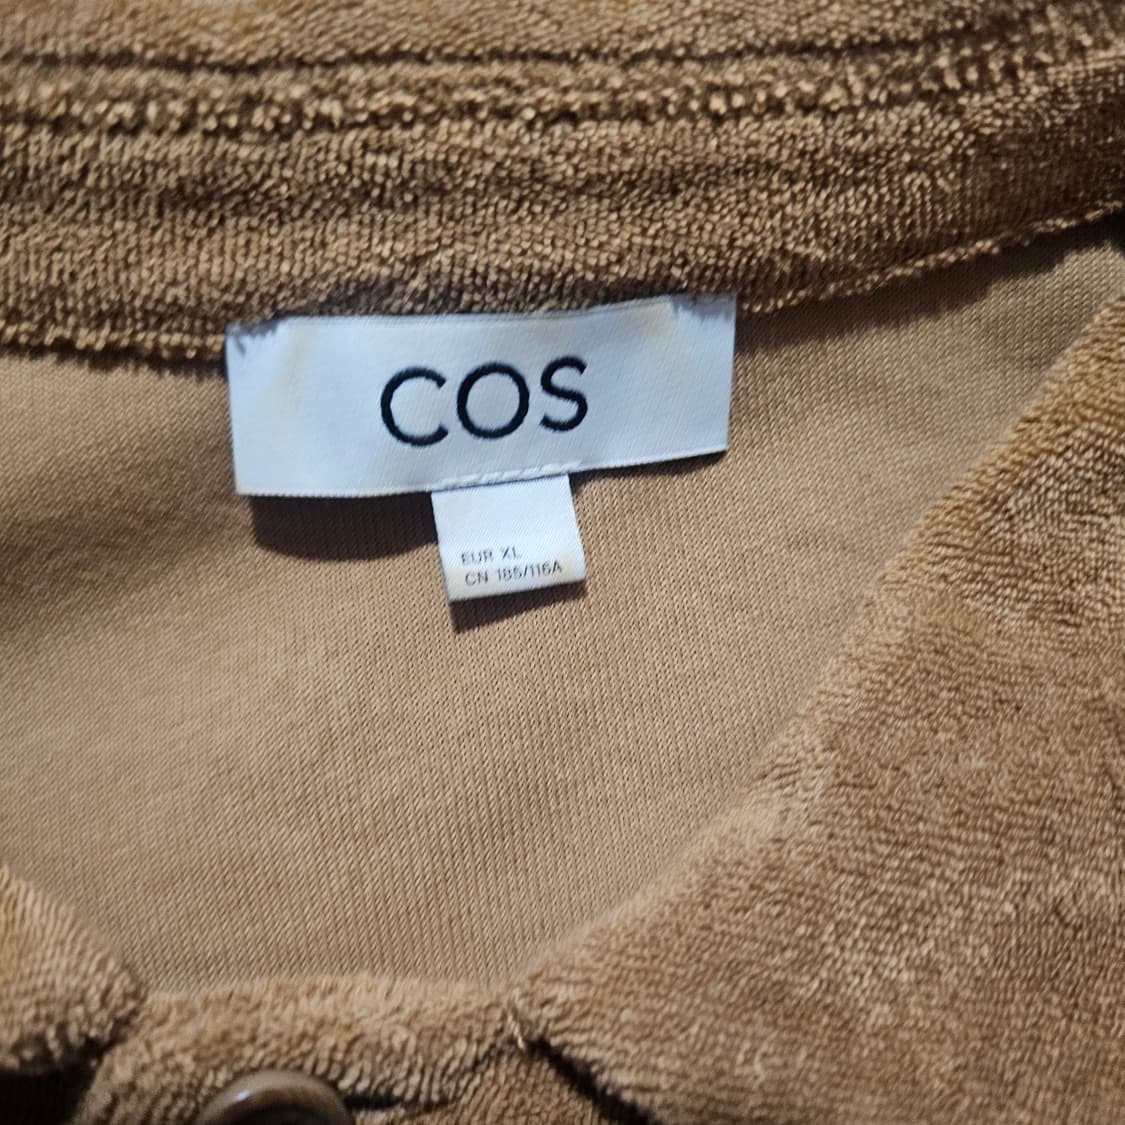 COS
EUR XL
CN 185/116A